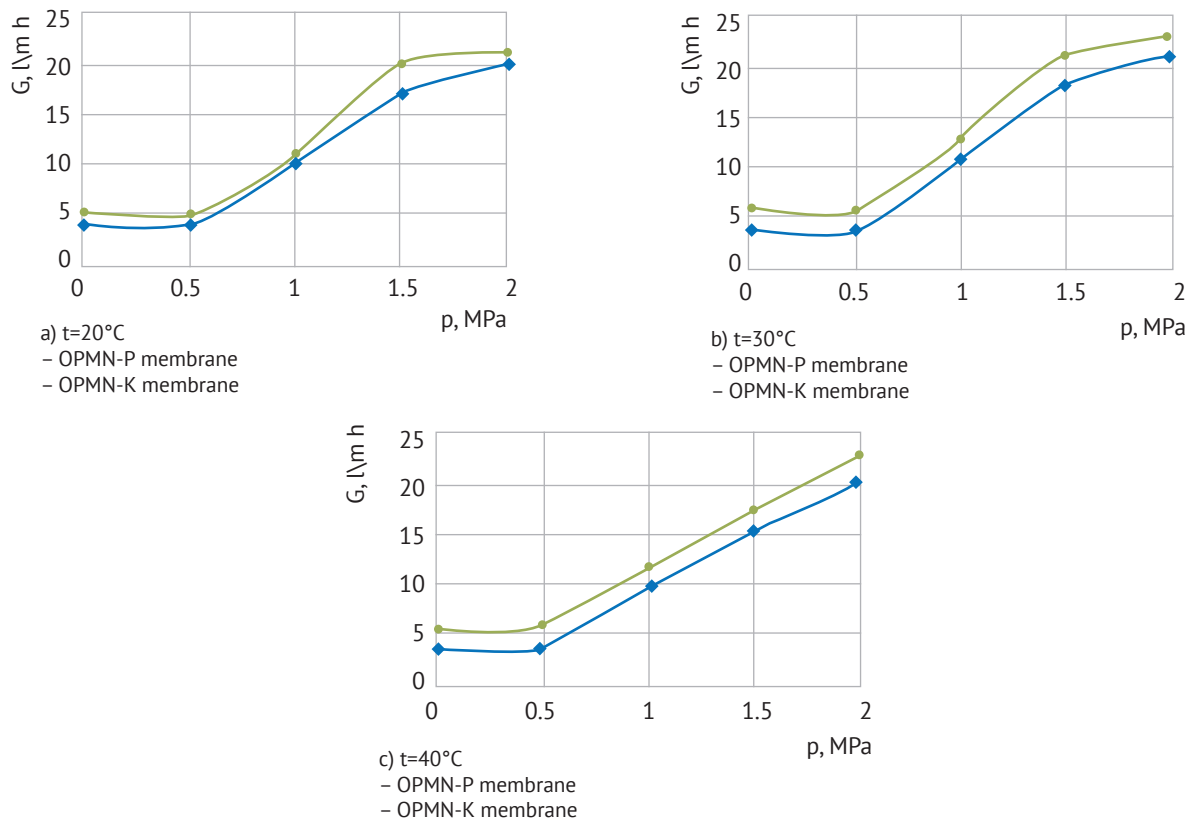 G, l\m h
25
20
15
10
5
0
0 0.5 1 1.5 2
p, MPa
a) t=20°C
– OPMN-P membrane
– OPMN-K membrane
G, l\m h
25
20
15
10
5
0
0 0.5 1 1.5 2
p, MPa
b) t=30°C
– OPMN-P membrane
– OPMN-K membrane
G, l\m h
25
20
15
10
5
0
0 0.5 1 1.5 2
p, MPa
c) t=40°C
– OPMN-P membrane
– OPMN-K membrane